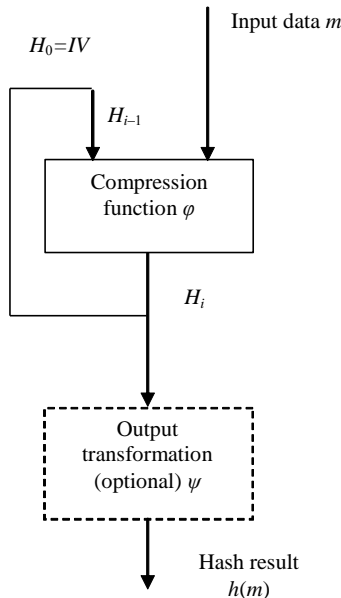 Input data m
H₀=IV
Hᵢ₋₁
Compression
function φ
Hᵢ
Output
transformation
(optional) ψ
Hash result
h(m)